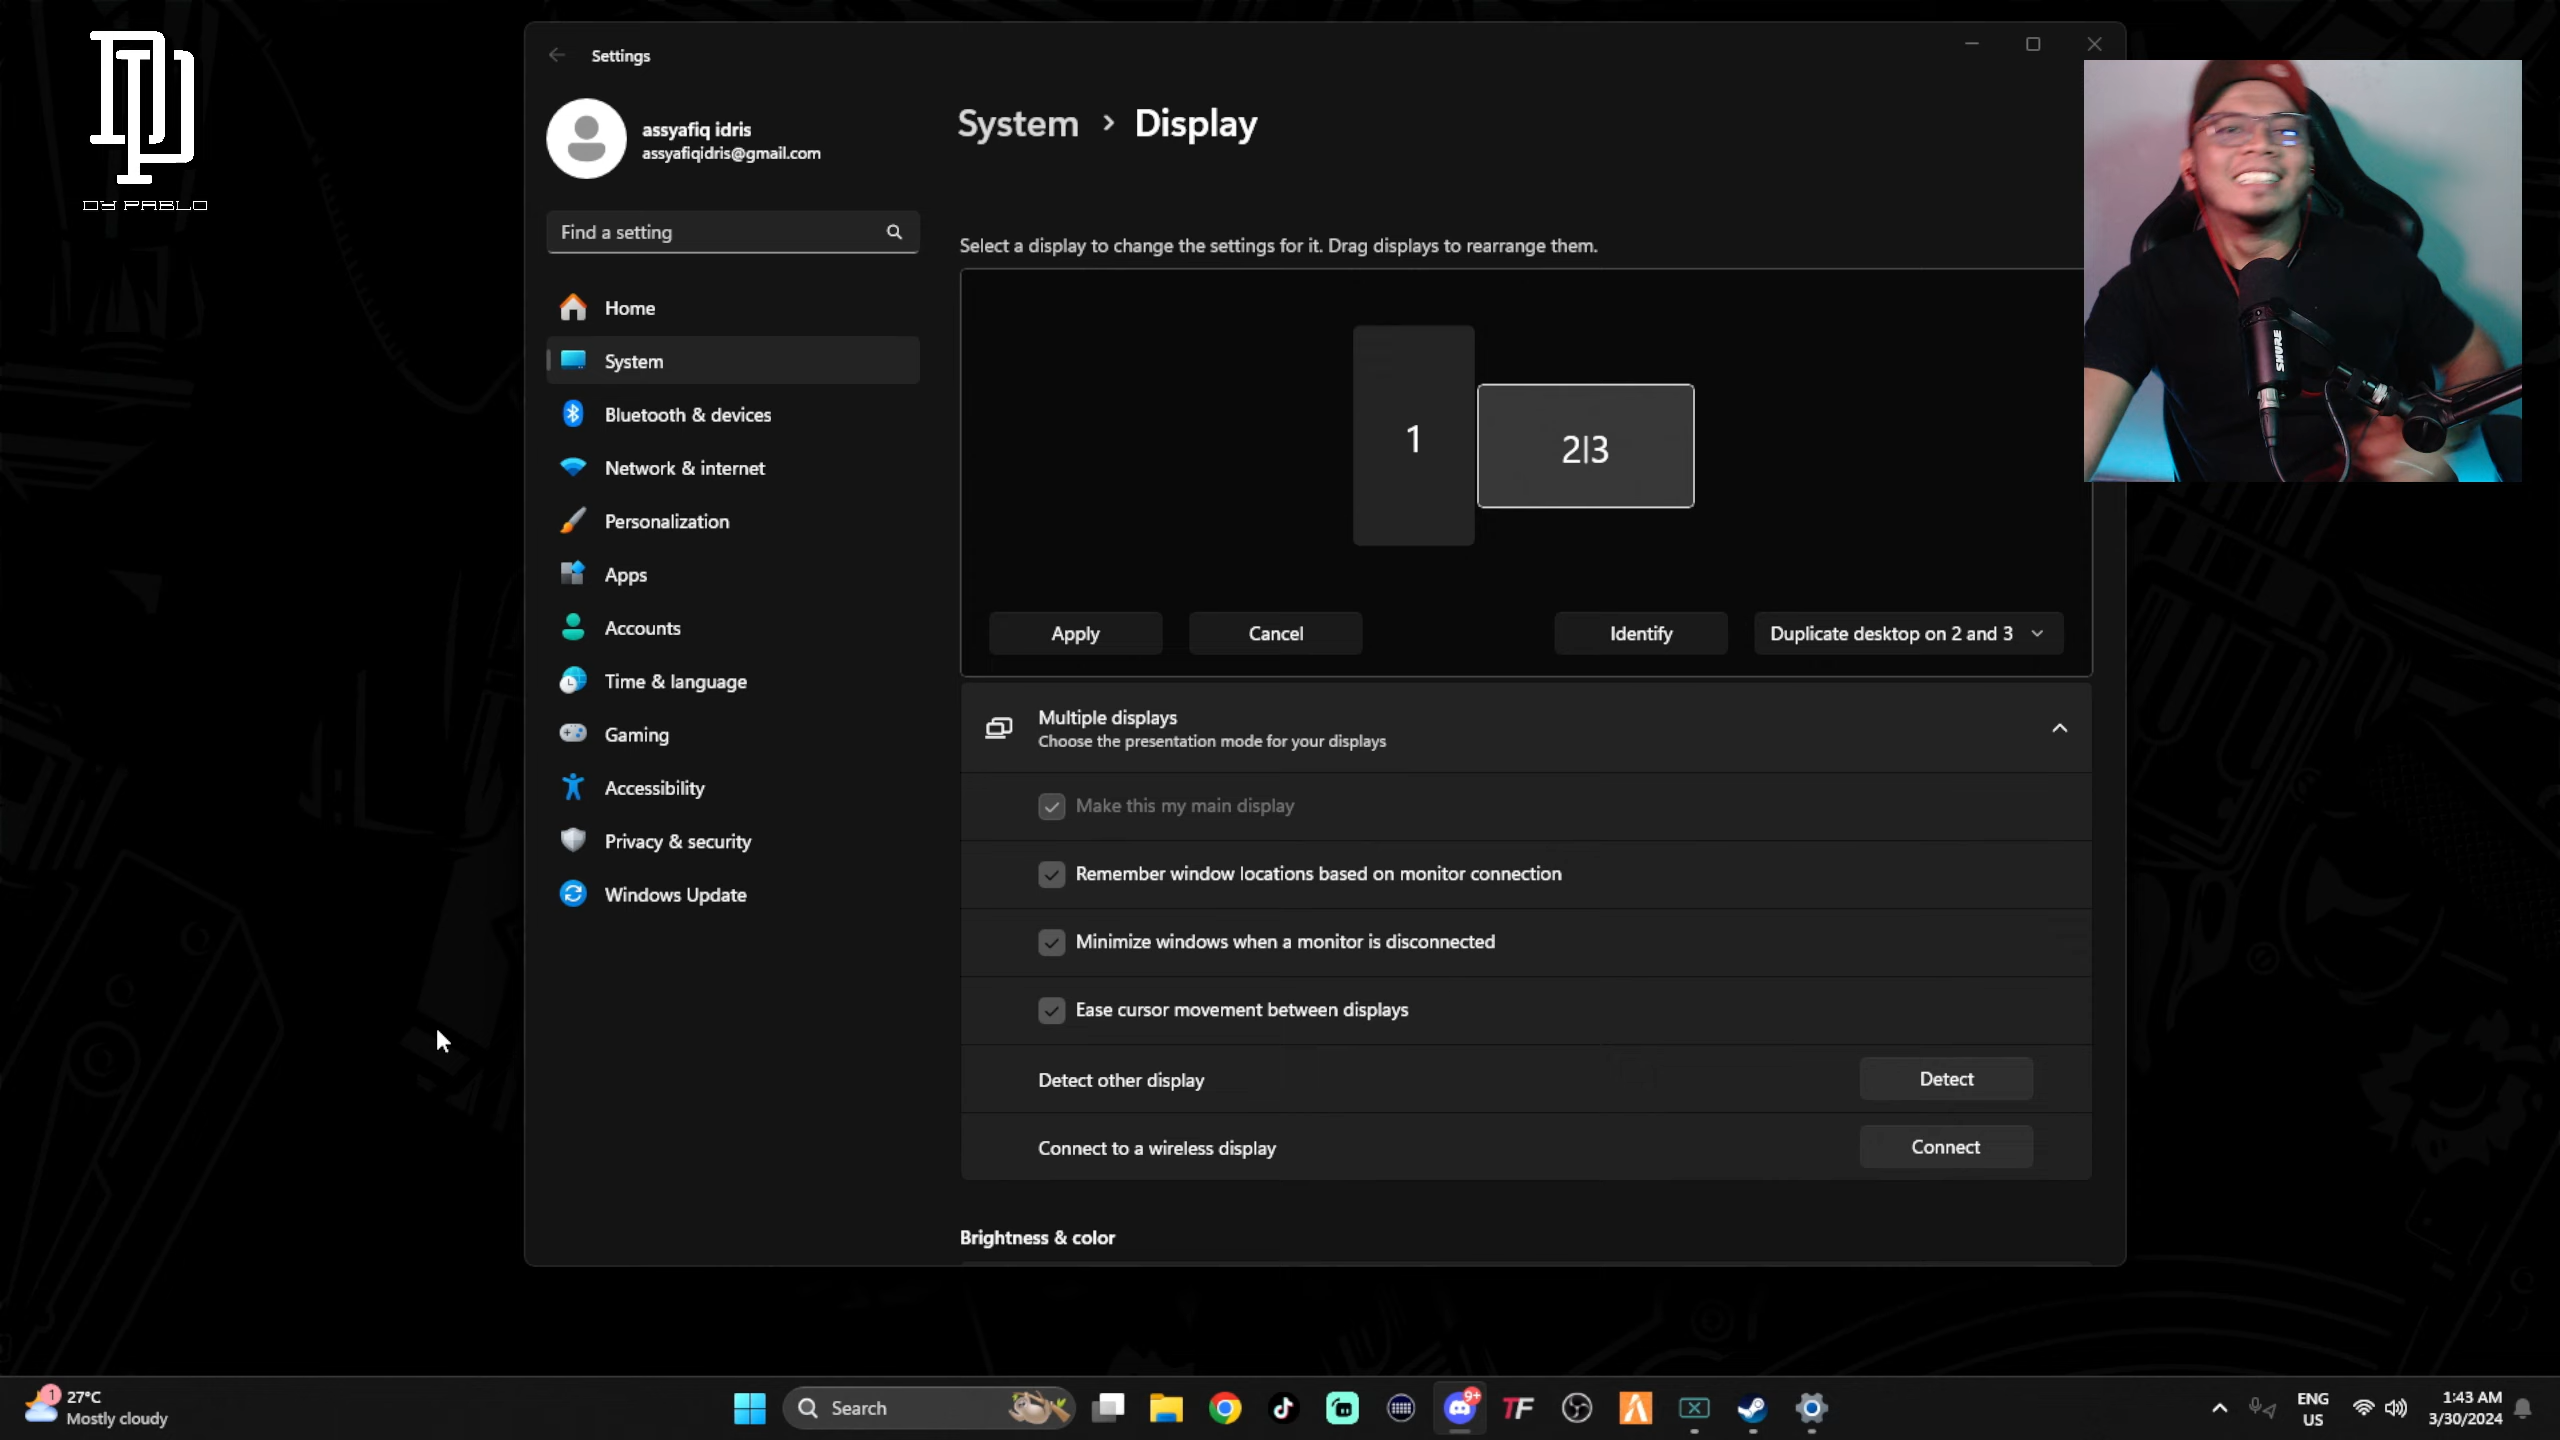 DY PABLO
Settings
assyafiq idris
assyafiqidris@gmail.com
Find a setting
Home
System
Bluetooth & devices
Network & internet
Personalization
Apps
Accounts
Time & language
Gaming
Accessibility
Privacy & security
Windows Update
System > Display
Select a display to change the settings for it. Drag displays to rearrange them.
1
2|3
Apply
Cancel
Identify
Duplicate desktop on 2 and 3
Multiple displays
Choose the presentation mode for your displays
Make this my main display
Remember window locations based on monitor connection
Minimize windows when a monitor is disconnected
Ease cursor movement between displays
Detect other display
Detect
Connect to a wireless display
Connect
Brightness & color
SHURE
1
27°C
Mostly cloudy
Search
9+
TF
ENG
US
1:43 AM
3/30/2024